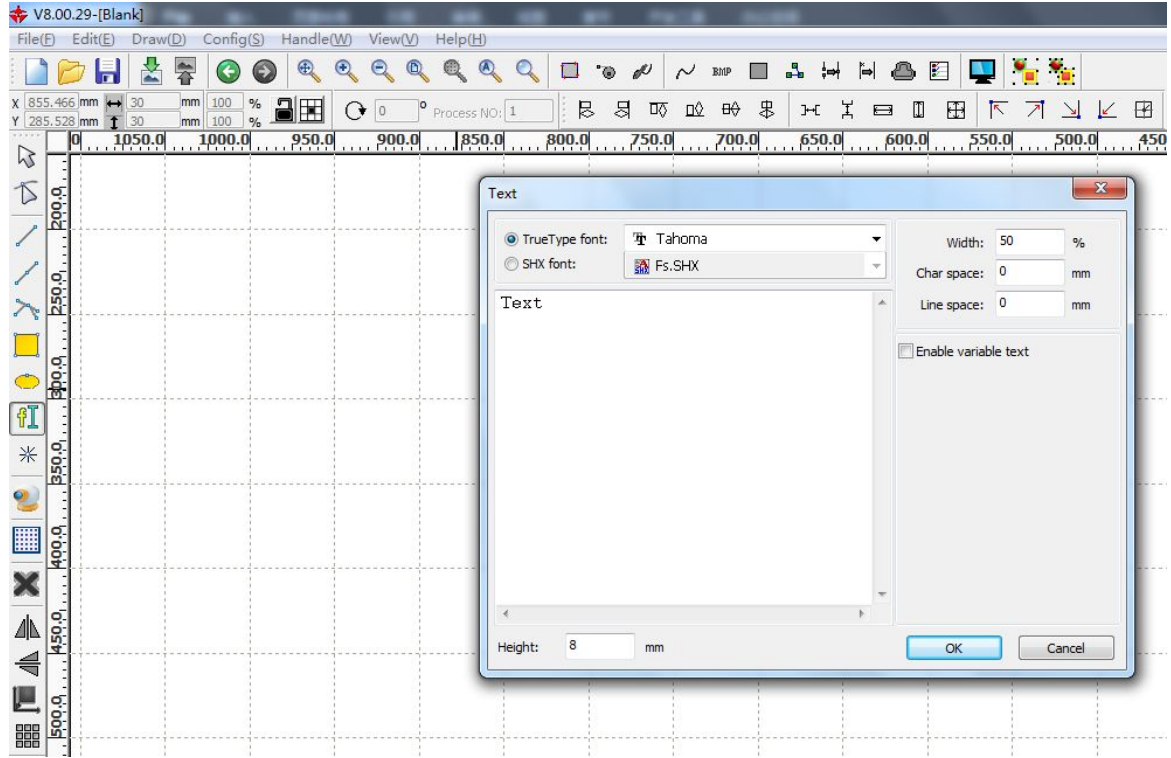 V8.00.29-[Blank]
File(F) Edit(E) Draw(D) Config(S) Handle(W) View(V) Help(H)
BMP
X 855.466 mm 30 mm 100 %
Y 285.528 mm 30 mm 100 %
0 ° Process NO: 1
0 1050.0 1000.0 950.0 900.0 850.0 800.0 750.0 700.0 650.0 600.0 550.0 500.0 450
200.0
250.0
300.0
350.0
400.0
450.0
500.0
Text
TrueType font: Tahoma
SHX font: Fs.SHX
Text
Width: 50 %
Char space: 0 mm
Line space: 0 mm
Enable variable text
Height: 8 mm
OK Cancel